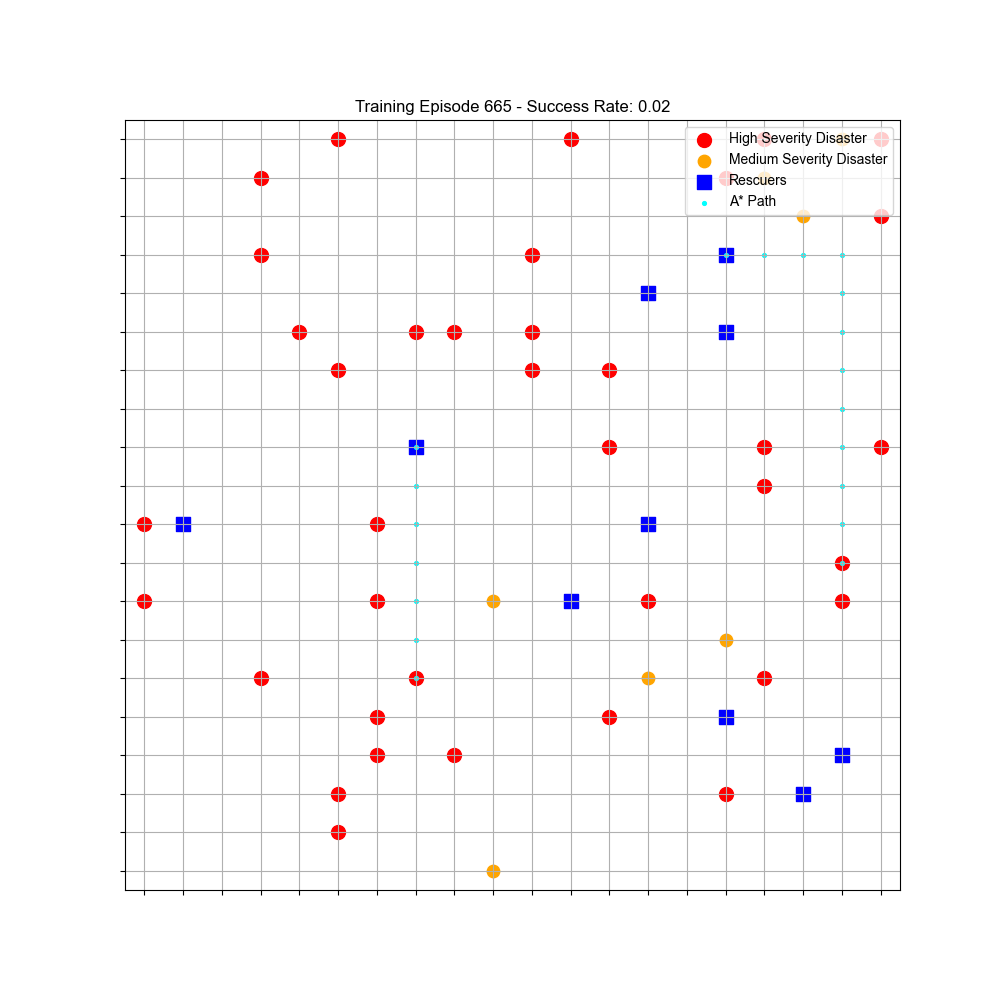 Training Episode 665 - Success Rate: 0.02
High Severity Disaster
Medium Severity Disaster
Rescuers
A* Path